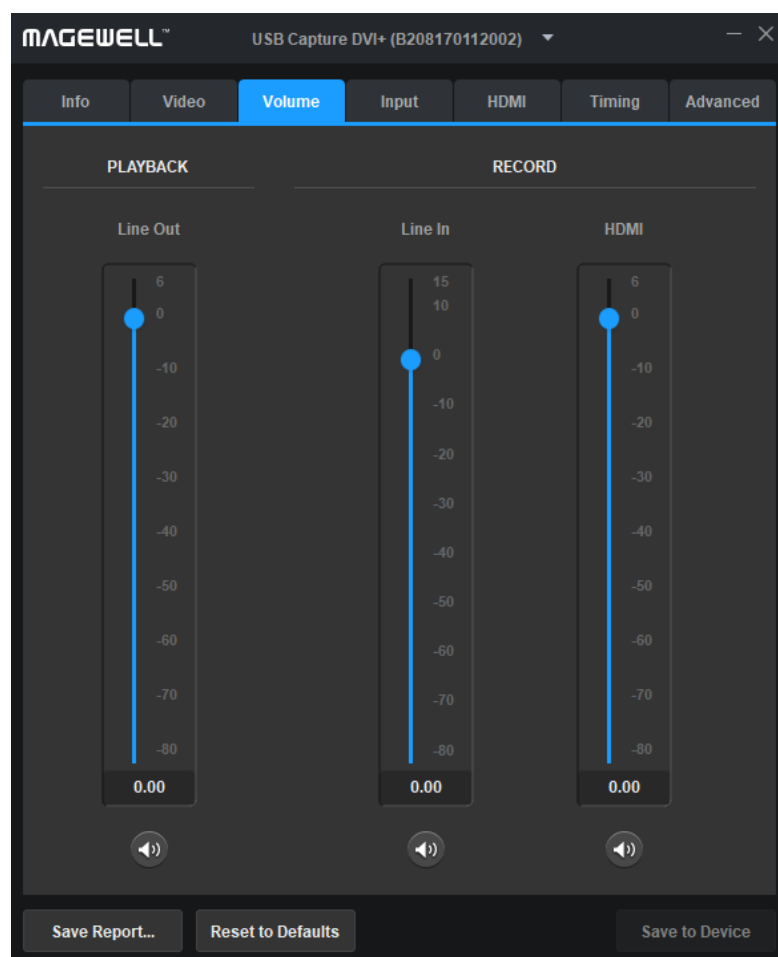 MAGEWELL™
USB Capture DVI+ (B208170112002)
Info Video Volume Input HDMI Timing Advanced
PLAYBACK RECORD
Line Out Line In HDMI
6 15 6
10
0 0 0
-10 -10 -10
-20 -20 -20
-30 -30 -30
-40 -40 -40
-50 -50 -50
-60 -60 -60
-70 -70 -70
-80 -80 -80
0.00 0.00 0.00
Save Report... Reset to Defaults Save to Device